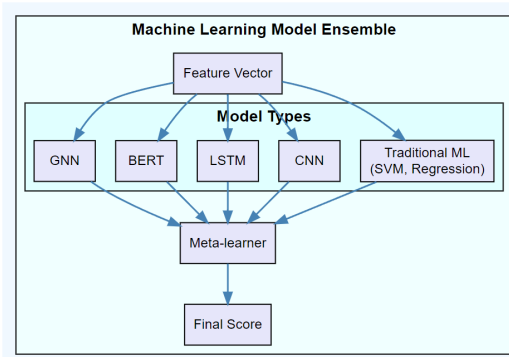 Machine Learning Model Ensemble
Feature Vector
Model Types
GNN
BERT
LSTM
CNN
Traditional ML
(SVM, Regression)
Meta-learner
Final Score